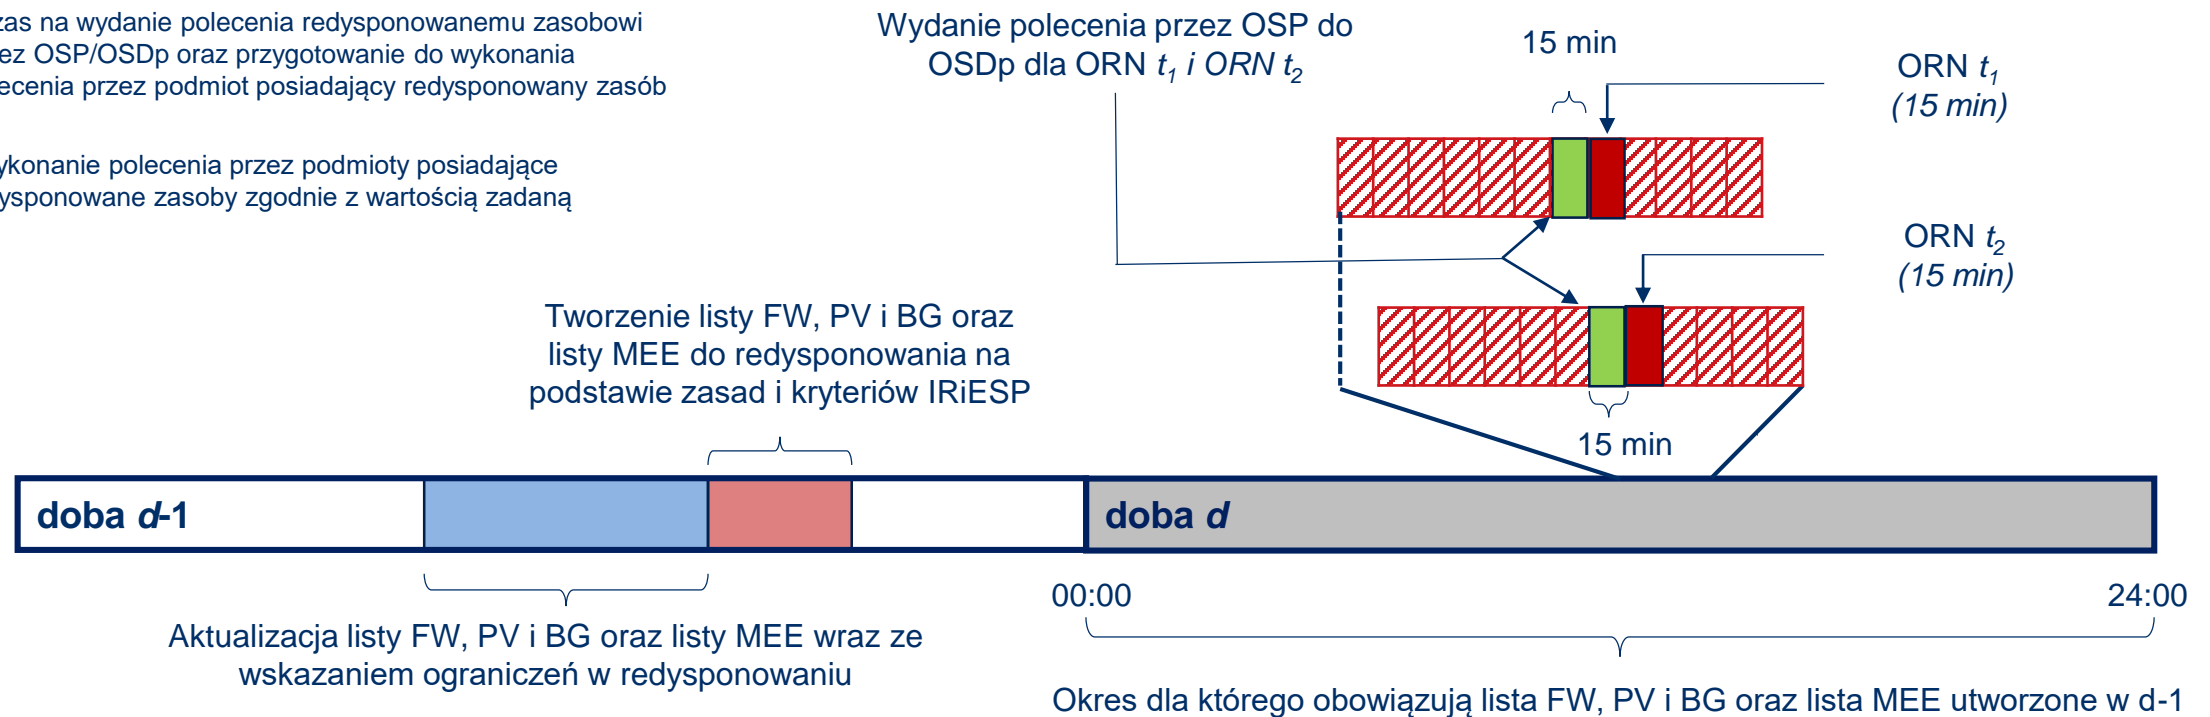 zas na wydanie polecenia redysponowanemu zasobowi
ez OSP/OSDp oraz przygotowanie do wykonania
ecenia przez podmiot posiadający redysponowany zasób
ykonanie polecenia przez podmioty posiadające
ysponowane zasoby zgodnie z wartością zadaną
Wydanie polecenia przez OSP do
OSDp dla ORN t₁ i ORN t₂
15 min
ORN t₁
(15 min)
ORN t₂
(15 min)
15 min
Tworzenie listy FW, PV i BG oraz
listy MEE do redysponowania na
podstawie zasad i kryteriów IRiESP
doba d-1
doba d
00:00
24:00
Aktualizacja listy FW, PV i BG oraz listy MEE wraz ze
wskazaniem ograniczeń w redysponowaniu
Okres dla którego obowiązują lista FW, PV i BG oraz lista MEE utworzone w d-1